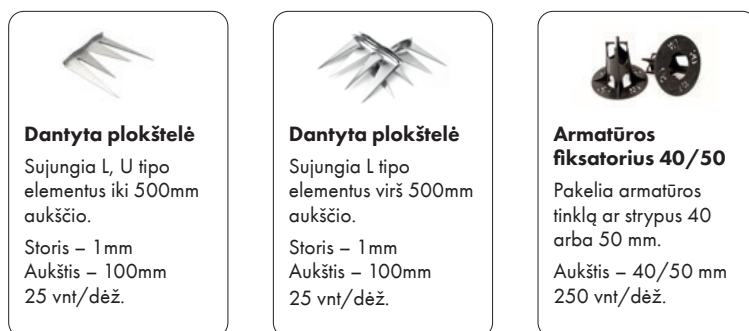 Dantyta plokštelė
Sujungia L, U tipo
elementus iki 500mm
aukščio.
Storis – 1mm
Aukštis – 100mm
25 vnt/dėž.
Dantyta plokštelė
Sujungia L tipo
elementus virš 500mm
aukščio.
Storis – 1mm
Aukštis – 100mm
25 vnt/dėž.
Armatūros
fiksatorius 40/50
Pakelia armatūros
tinklą ar strypus 40
arba 50 mm.
Aukštis – 40/50 mm
250 vnt/dėž.